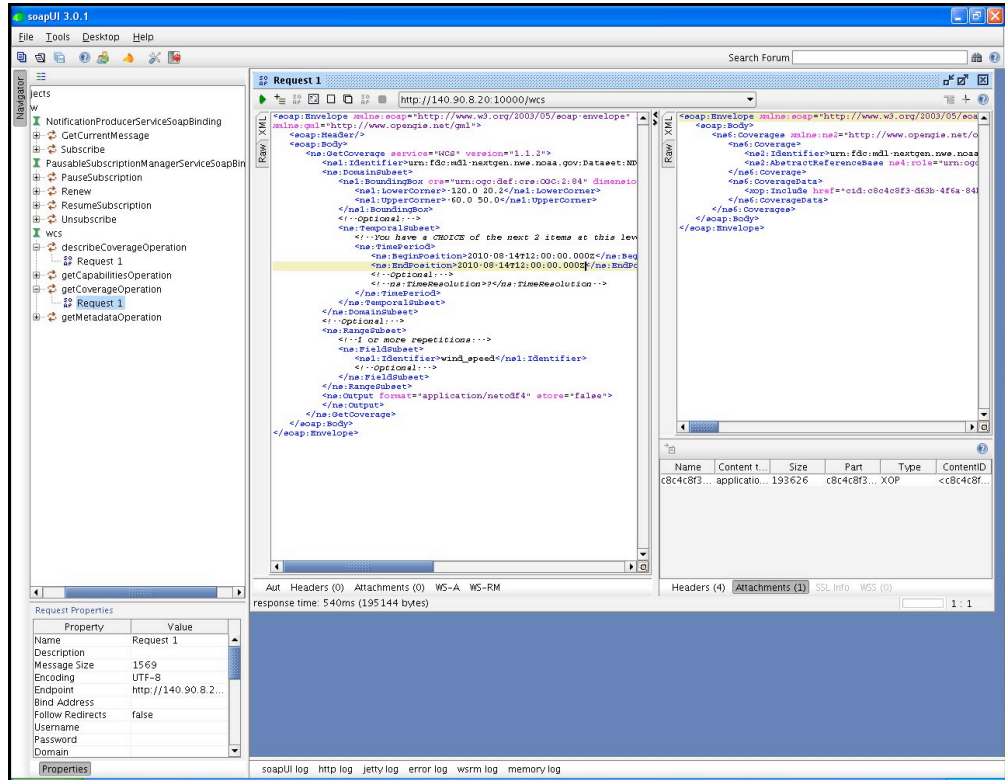 soapUI 3.0.1
File Tools Desktop Help
Search Forum
Navigator
jects
w
NotificationProducerServiceSoapBinding
GetCurrentMessage
Subscribe
PausableSubscriptionManagerServiceSoapBin
PauseSubscription
Renew
ResumeSubscription
Unsubscribe
wcs
describeCoverageOperation
Request 1
getCapabilitiesOperation
getCoverageOperation
Request 1
getMetadataOperation
Request Properties
Property Value
Name Request 1
Description
Message Size 1569
Encoding UTF-8
Endpoint http://140.90.8.2...
Bind Address
Follow Redirects false
Username
Password
Domain
Properties
Request 1
http://140.90.8.20:10000/wcs
XML
Raw
<soap:Envelope xmlns:soap="http://www.w3.org/2003/05/soap-envelope"
xmlns:gml="http://www.opengis.net/gml">
<soap:Header/>
<soap:Body>
<ns:GetCoverage service="WCS" version="1.1.2">
<ns1:Identifier>urn:fdc:mdl-nextgen.nws.noaa.gov:Dataset:ND
<ns:DomainSubset>
<ns1:BoundingBox crs="urn:ogc:def:crs:OGC:2:84" dimensio
<ns1:LowerCorner>-120.0 20.2</ns1:LowerCorner>
<ns1:UpperCorner>-60.0 50.0</ns1:UpperCorner>
</ns1:BoundingBox>
<!--Optional:-->
<ns:TemporalSubset>
<!--You have a CHOICE of the next 2 items at this lev
<ns:TimePeriod>
<ns:BeginPosition>2010-08-14T12:00:00.000Z</ns:Beg
<ns:EndPosition>2010-08-14T12:00:00.000Z</ns:EndPo
<!--Optional:-->
<!--ns:TimeResolution>?</ns:TimeResolution-->
</ns:TimePeriod>
</ns:TemporalSubset>
</ns:DomainSubset>
<!--Optional:-->
<ns:RangeSubset>
<!--1 or more repetitions:-->
<ns:FieldSubset>
<ns1:Identifier>wind_speed</ns1:Identifier>
<!--Optional:-->
</ns:FieldSubset>
</ns:RangeSubset>
<ns:Output format="application/netcdf4" store="false">
</ns:Output>
</ns:GetCoverage>
</soap:Body>
</soap:Envelope>
Aut Headers (0) Attachments (0) WS-A WS-RM
response time: 540ms (195144 bytes)
XML
Raw
<soap:Envelope xmlns:soap="http://www.w3.org/2003/05/soa
<soap:Body>
<ns6:Coverages xmlns:ns2="http://www.opengis.net/o
<ns6:Coverage>
<ns2:Identifier>urn:fdc:mdl-nextgen.nws.noaa
<ns2:AbstractReferenceBase ns4:role="urn:ogc
</ns6:Coverage>
<ns6:CoverageData>
<xop:Include href="cid:c8c4c8f3-d63b-4f6a-84
</ns6:CoverageData>
</ns6:Coverages>
</soap:Body>
</soap:Envelope>
Name Content t... Size Part Type ContentID
c8c4c8f3... applicatio... 193626 c8c4c8f3... XOP <c8c4c8f...
Headers (4) Attachments (1) SSL Info WSS (0)
1 : 1
soapUI log http log jetty log error log wsrm log memory log